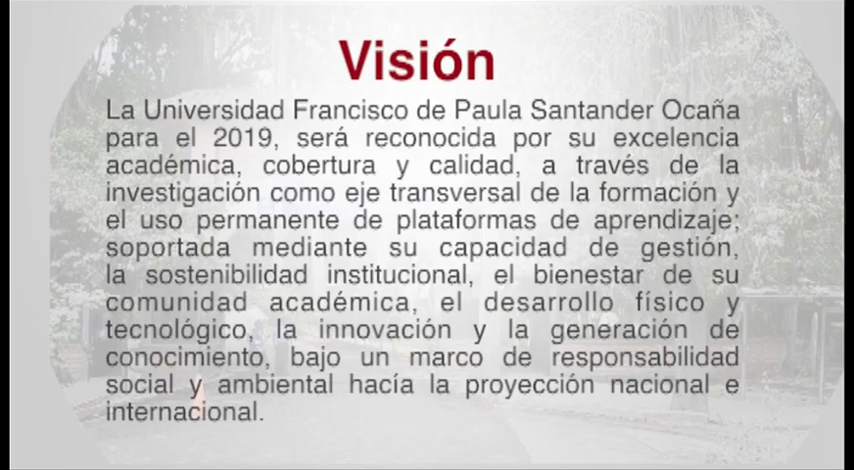 Visión
La Universidad Francisco de Paula Santander Ocaña
para el 2019, será reconocida por su excelencia
académica, cobertura y calidad, a través de la
investigación como eje transversal de la formación y
el uso permanente de plataformas de aprendizaje;
soportada mediante su capacidad de gestión,
la sostenibilidad institucional, el bienestar de su
comunidad académica, el desarrollo físico y
tecnológico, la innovación y la generación de
conocimiento, bajo un marco de responsabilidad
social y ambiental hacía la proyección nacional e
internacional.